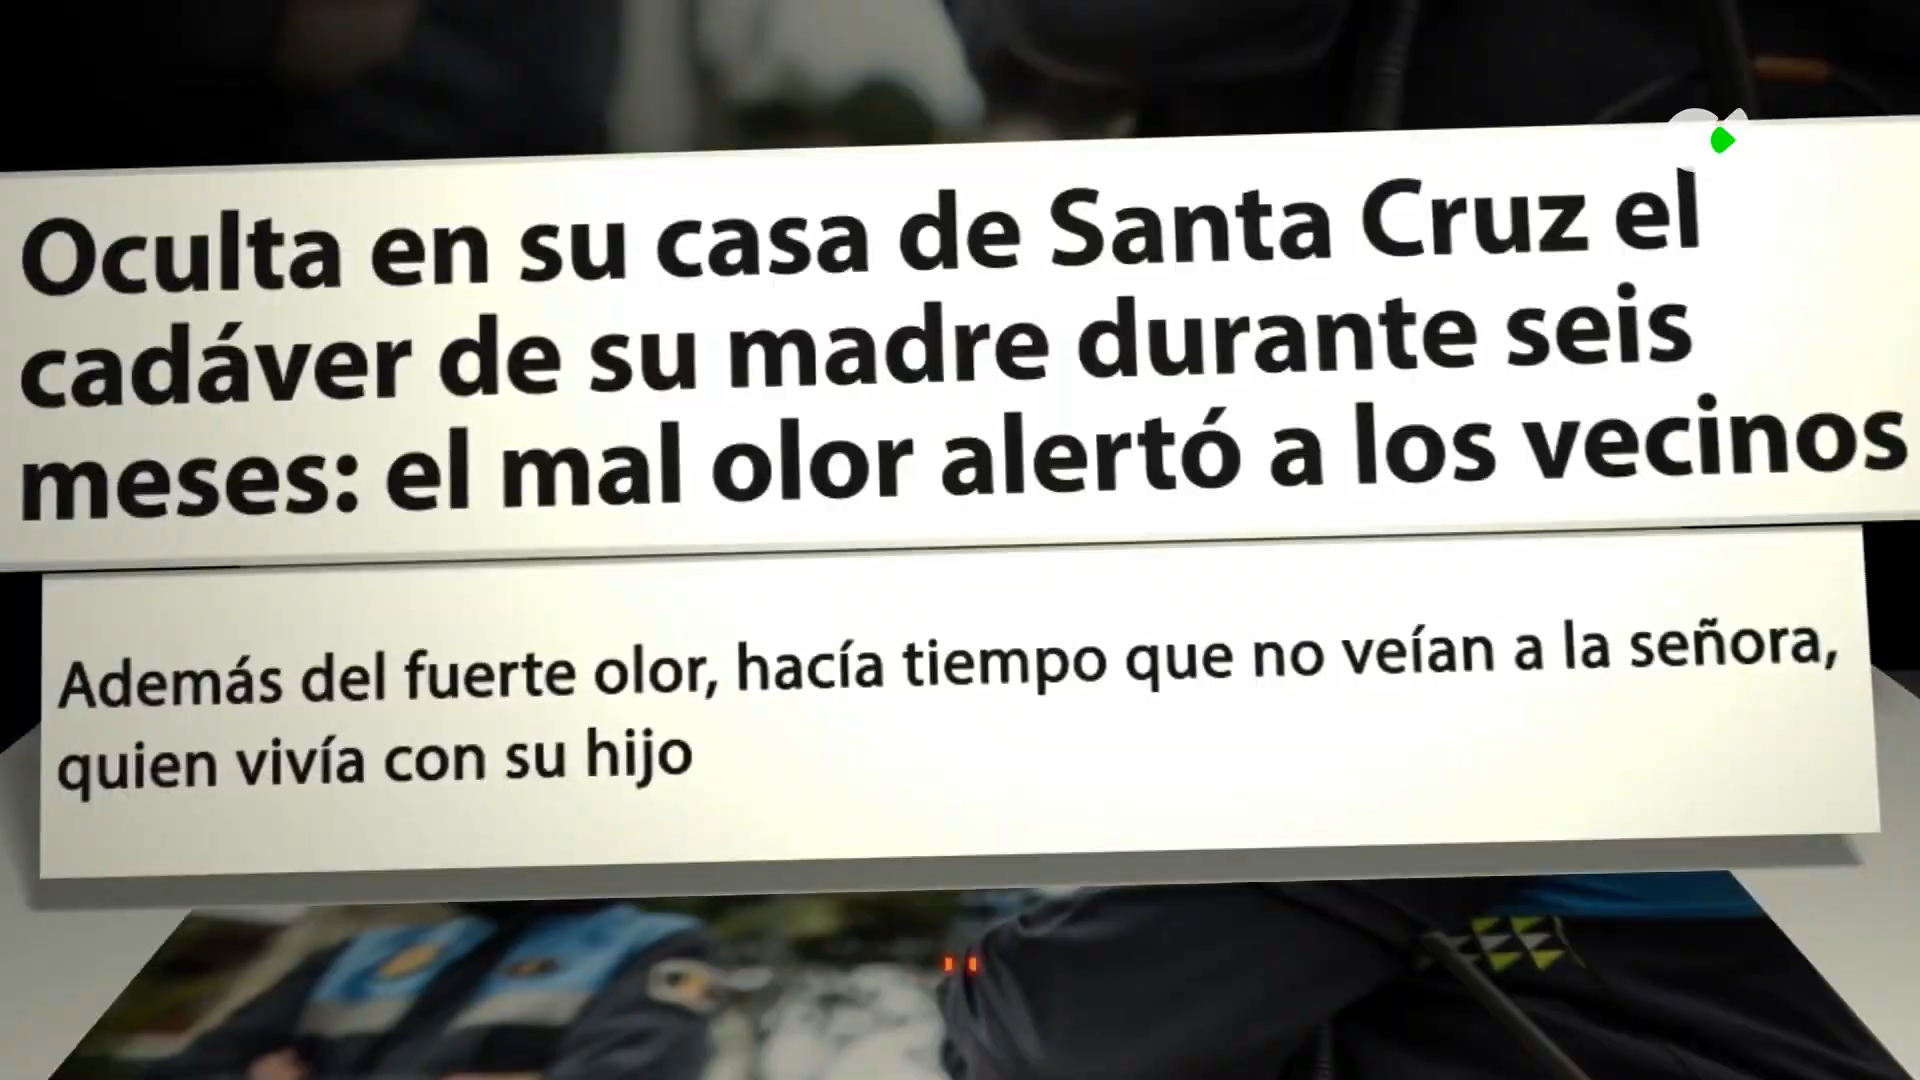 Oculta en su casa de Santa Cruz el
cadáver de su madre durante seis
meses: el mal olor alertó a los vecinos
Además del fuerte olor, hacía tiempo que no veían a la señora,
quien vivía con su hijo